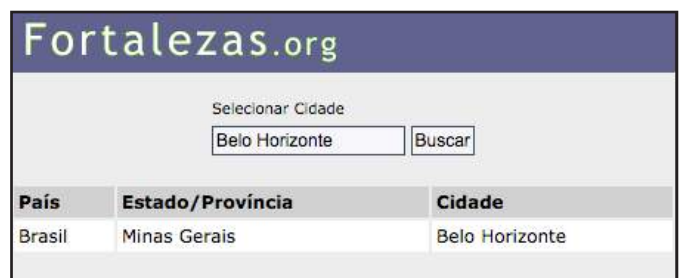 Fortalezas.org
Selecionar Cidade
Belo Horizonte Buscar
País Estado/Província Cidade
Brasil Minas Gerais Belo Horizonte